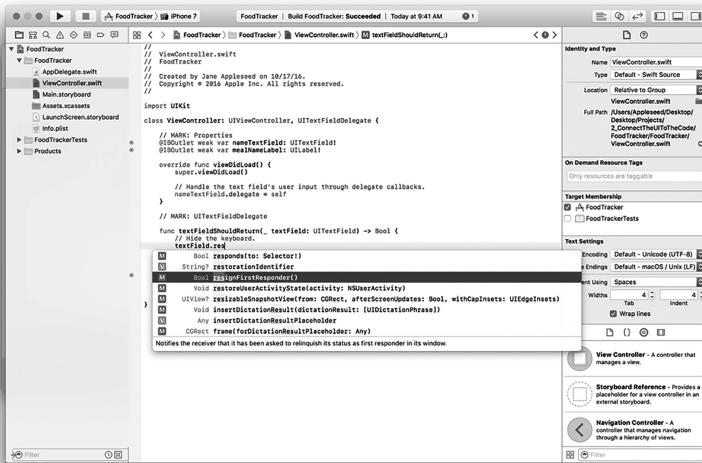 FoodTracker
iPhone 7
FoodTracker | Build FoodTracker: Succeeded | Today at 9:41 AM
1
FoodTracker
FoodTracker
AppDelegate.swift
ViewController.swift
Main.storyboard
Assets.xcassets
LaunchScreen.storyboard
Info.plist
FoodTrackerTests
Products
Filter
FoodTracker
FoodTracker
ViewController.swift
M textFieldShouldReturn(_:)
//
// ViewController.swift
// FoodTracker
//
// Created by Jane Appleseed on 10/17/16.
// Copyright © 2016 Apple Inc. All rights reserved.
//
import UIKit
class ViewController: UIViewController, UITextFieldDelegate {
// MARK: Properties
@IBOutlet weak var nameTextField: UITextField!
@IBOutlet weak var mealNameLabel: UILabel!
override func viewDidLoad() {
super.viewDidLoad()
// Handle the text field's user input through delegate callbacks.
nameTextField.delegate = self
}
// MARK: UITextFieldDelegate
func textFieldShouldReturn(_ textField: UITextField) -> Bool {
// Hide the keyboard.
textField.res
M Bool responds(to: Selector!)
V String? restorationIdentifier
M Bool resignFirstResponder()
M Void restoreUserActivityState(activity: NSUserActivity)
M UIView? resizableSnapshotView(from: CGRect, afterScreenUpdates: Bool, withCapInsets: UIEdgeInsets)
M Void insertDictationResult(dictationResult: [UIDictationPhrase])
V Any insertDictationResultPlaceholder
M CGRect frame(forDictationResultPlaceholder: Any)
Notifies the receiver that it has been asked to relinquish its status as first responder in its window.
}
Identity and Type
Name ViewController.swift
Type Default - Swift Source
Location Relative to Group
ViewController.swift
Full Path /Users/Appleseed/Desktop/
Desktop/Projects/
2_ConnectTheUIToTheCode/
FoodTracker/FoodTracker/
ViewController.swift
On Demand Resource Tags
Only resources are taggable
Target Membership
FoodTracker
FoodTrackerTests
Text Settings
Encoding Default - Unicode (UTF-8)
Endings Default - macOS / Unix (LF)
Using Spaces
Widths 4 4
Tab Indent
Wrap lines
View Controller - A controller that
manages a view.
Storyboard Reference - Provides a
placeholder for a view controller in an
external storyboard.
Navigation Controller - A
controller that manages navigation
through a hierarchy of views.
Filter